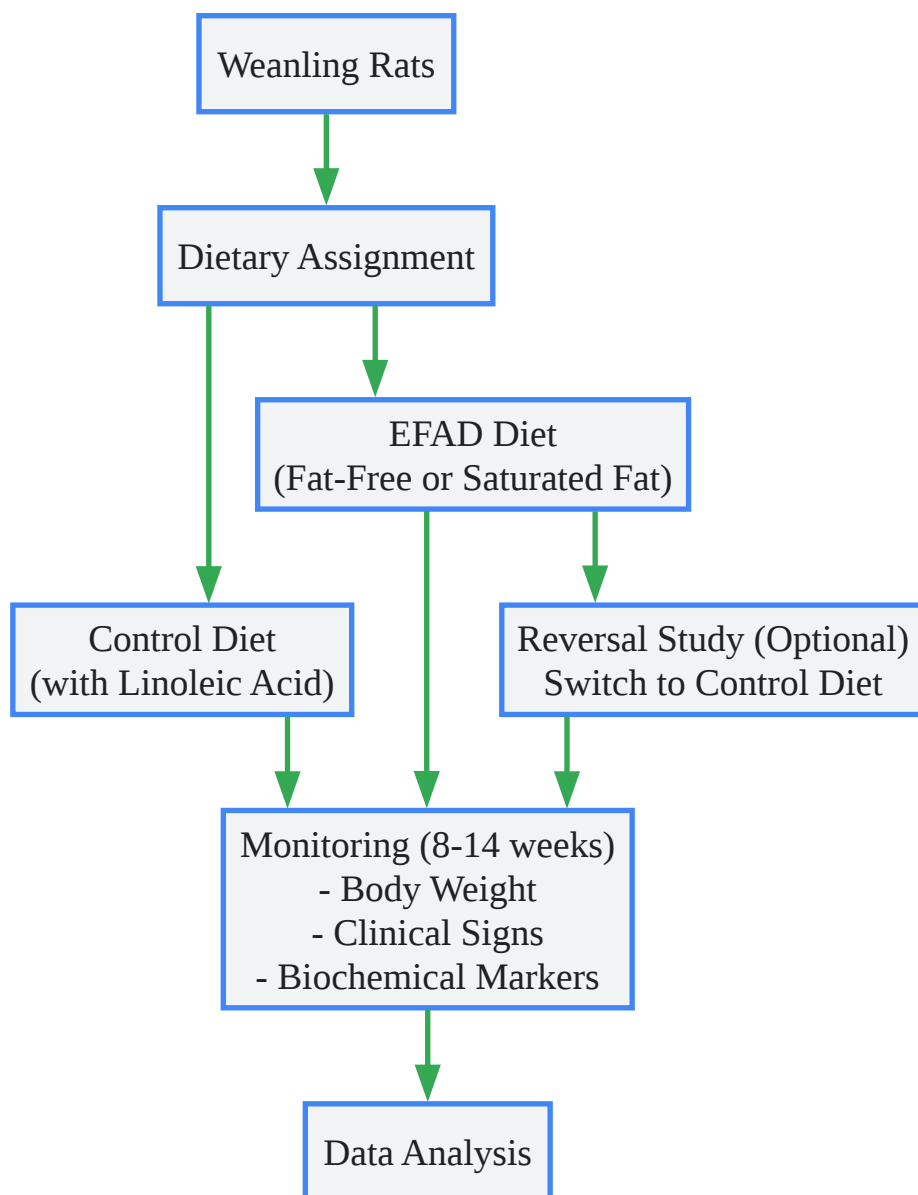 Weanling Rats
Dietary Assignment
EFAD Diet
(Fat-Free or Saturated Fat)
Control Diet
(with Linoleic Acid)
Reversal Study (Optional)
Switch to Control Diet
Monitoring (8-14 weeks)
- Body Weight
- Clinical Signs
- Biochemical Markers
Data Analysis